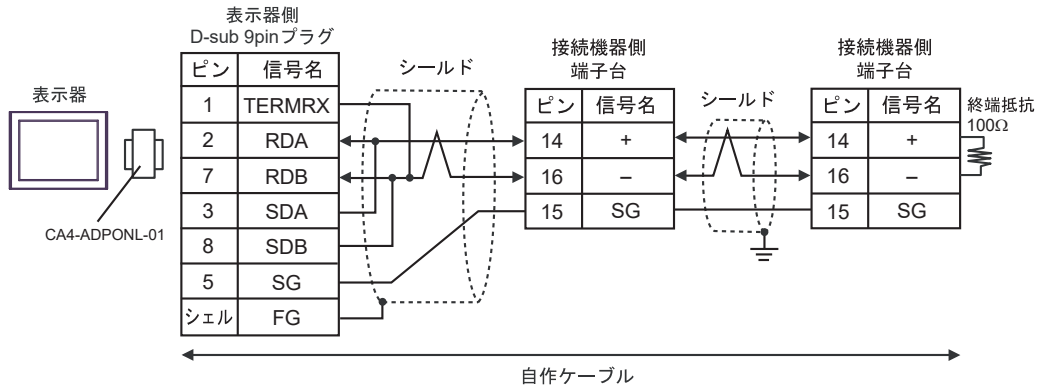 表示器側
D-sub 9pinプラグ
ピン 信号名
1 TERMRX
2 RDA
7 RDB
3 SDA
8 SDB
5 SG
シェル FG
表示器
CA4-ADPONL-01
シールド
接続機器側
端子台
ピン 信号名
14 +
16 –
15 SG
シールド
接続機器側
端子台
ピン 信号名
14 +
16 –
15 SG
終端抵抗
100Ω
自作ケーブル